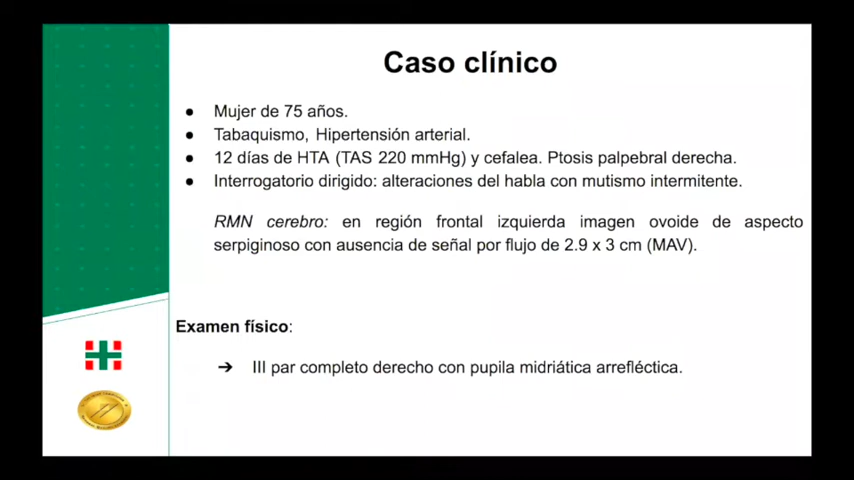 Caso clínico
● Mujer de 75 años.
● Tabaquismo, Hipertensión arterial.
● 12 días de HTA (TAS 220 mmHg) y cefalea. Ptosis palpebral derecha.
● Interrogatorio dirigido: alteraciones del habla con mutismo intermitente.
RMN cerebro: en región frontal izquierda imagen ovoide de aspecto
serpiginoso con ausencia de señal por flujo de 2.9 x 3 cm (MAV).
Examen físico:
➔ III par completo derecho con pupila midriática arrefléctica.